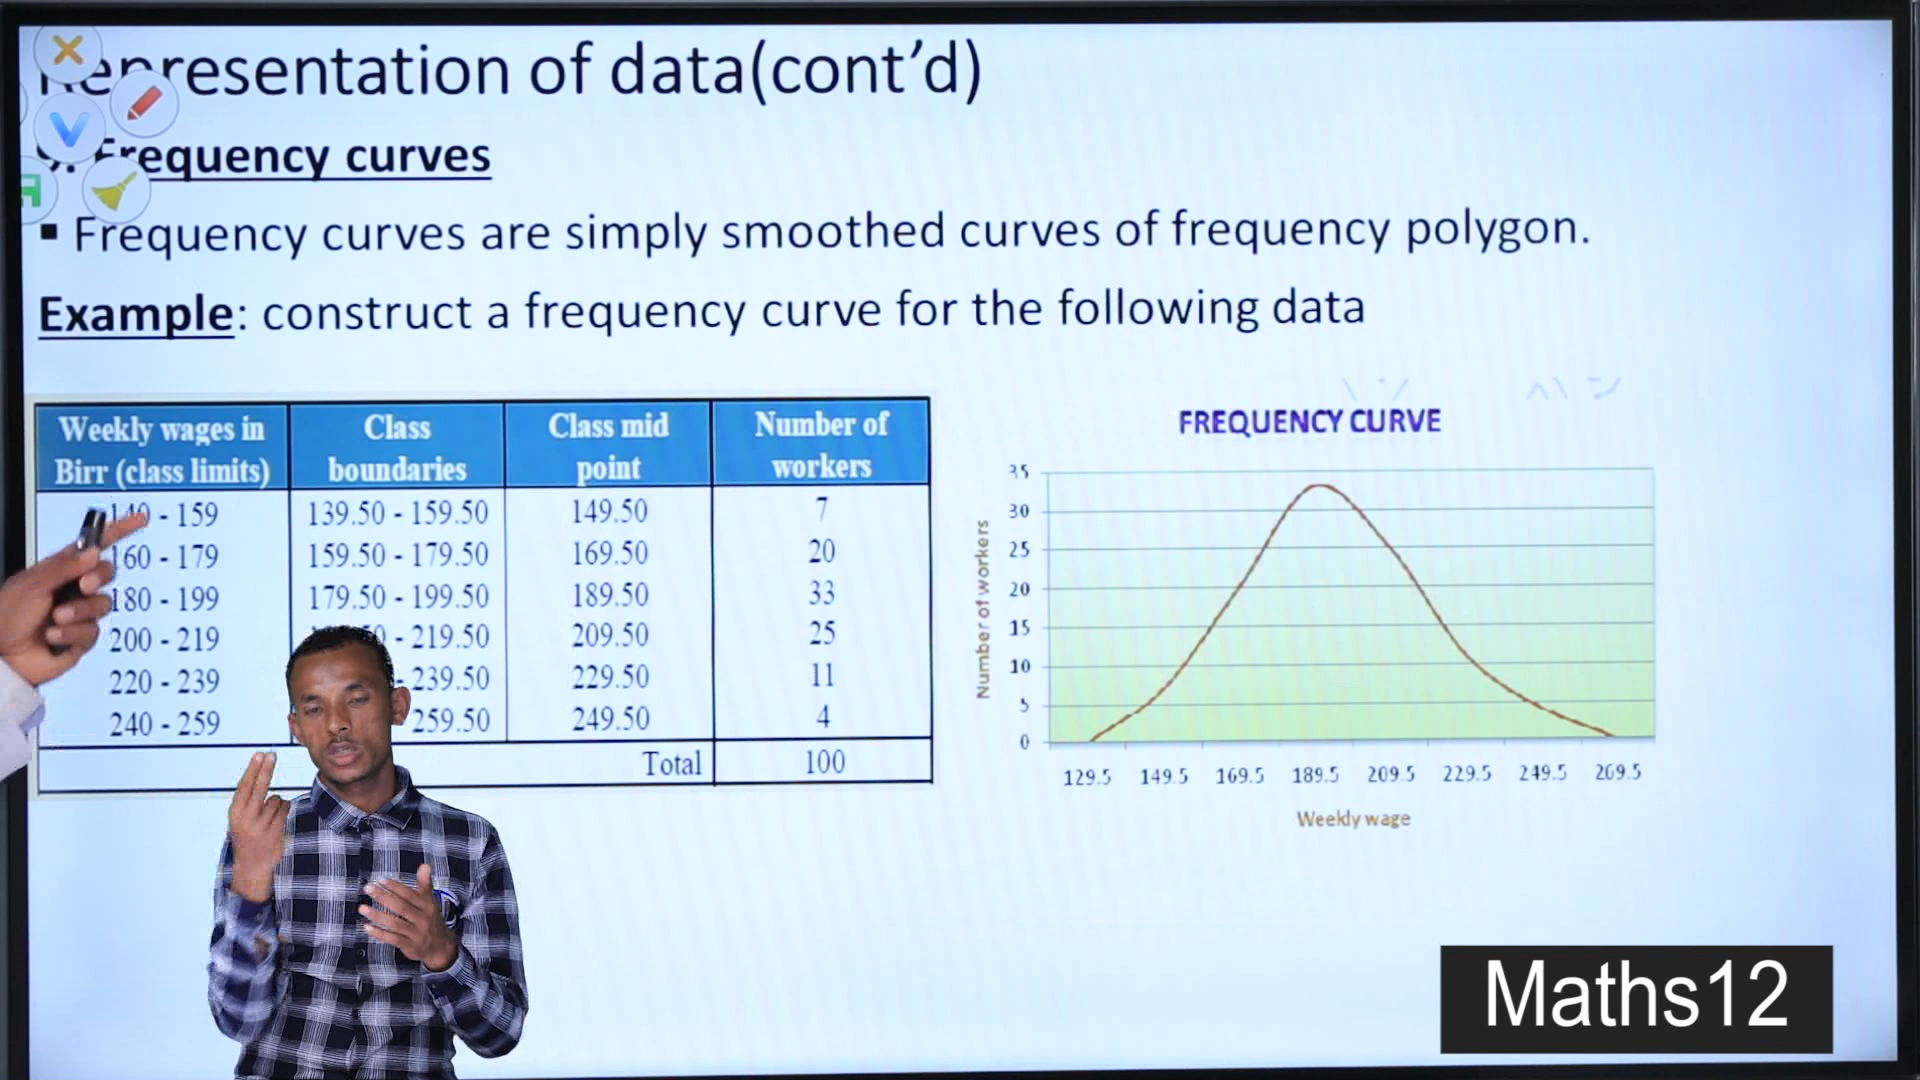 Representation of data(cont’d)
9. Frequency curves
▪ Frequency curves are simply smoothed curves of frequency polygon.
Example: construct a frequency curve for the following data
Weekly wages in Birr (class limits) Class boundaries Class mid point Number of workers
140 - 159 139.50 - 159.50 149.50 7
160 - 179 159.50 - 179.50 169.50 20
180 - 199 179.50 - 199.50 189.50 33
200 - 219 - 219.50 209.50 25
220 - 239 - 239.50 229.50 11
240 - 259 259.50 249.50 4
Total 100
FREQUENCY CURVE
Number of workers
35
30
25
20
15
10
5
0
129.5 149.5 169.5 189.5 209.5 229.5 249.5 269.5
Weekly wage
Maths12